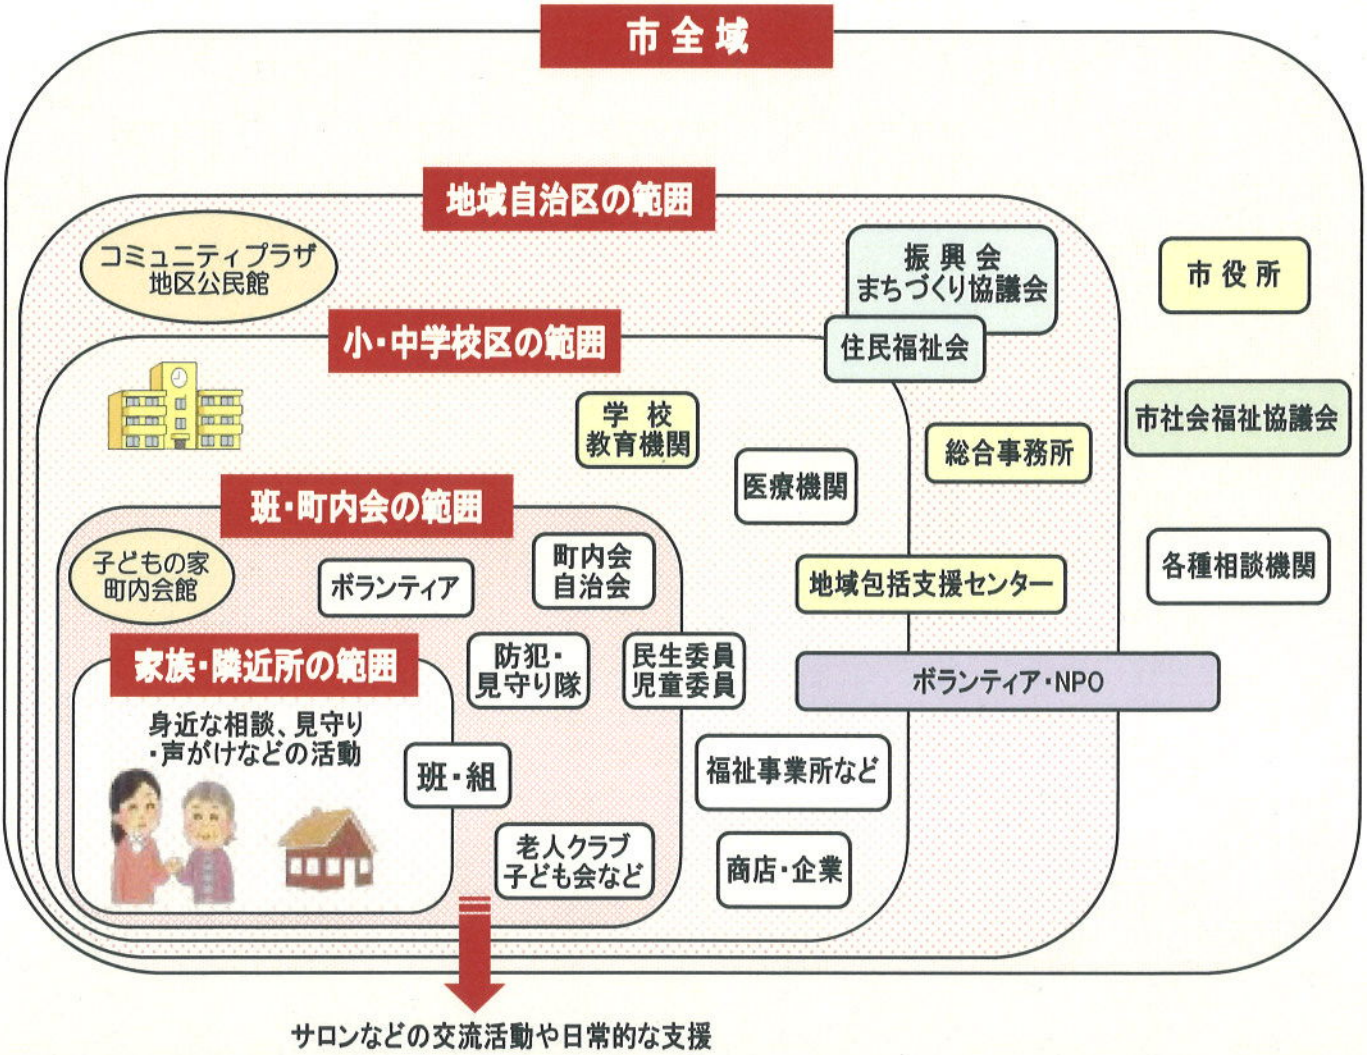 市全域
地域自治区の範囲
コミュニティプラザ
地区公民館
振興会
まちづくり協議会
住民福祉会
市役所
小・中学校区の範囲
学校
教育機関
総合事務所
市社会福祉協議会
医療機関
班・町内会の範囲
子どもの家
町内会館
ボランティア
町内会
自治会
地域包括支援センター
各種相談機関
家族・隣近所の範囲
防犯・
見守り隊
民生委員
児童委員
ボランティア・NPO
身近な相談、見守り
・声がけなどの活動
班・組
福祉事業所など
老人クラブ
子ども会など
商店・企業
サロンなどの交流活動や日常的な支援